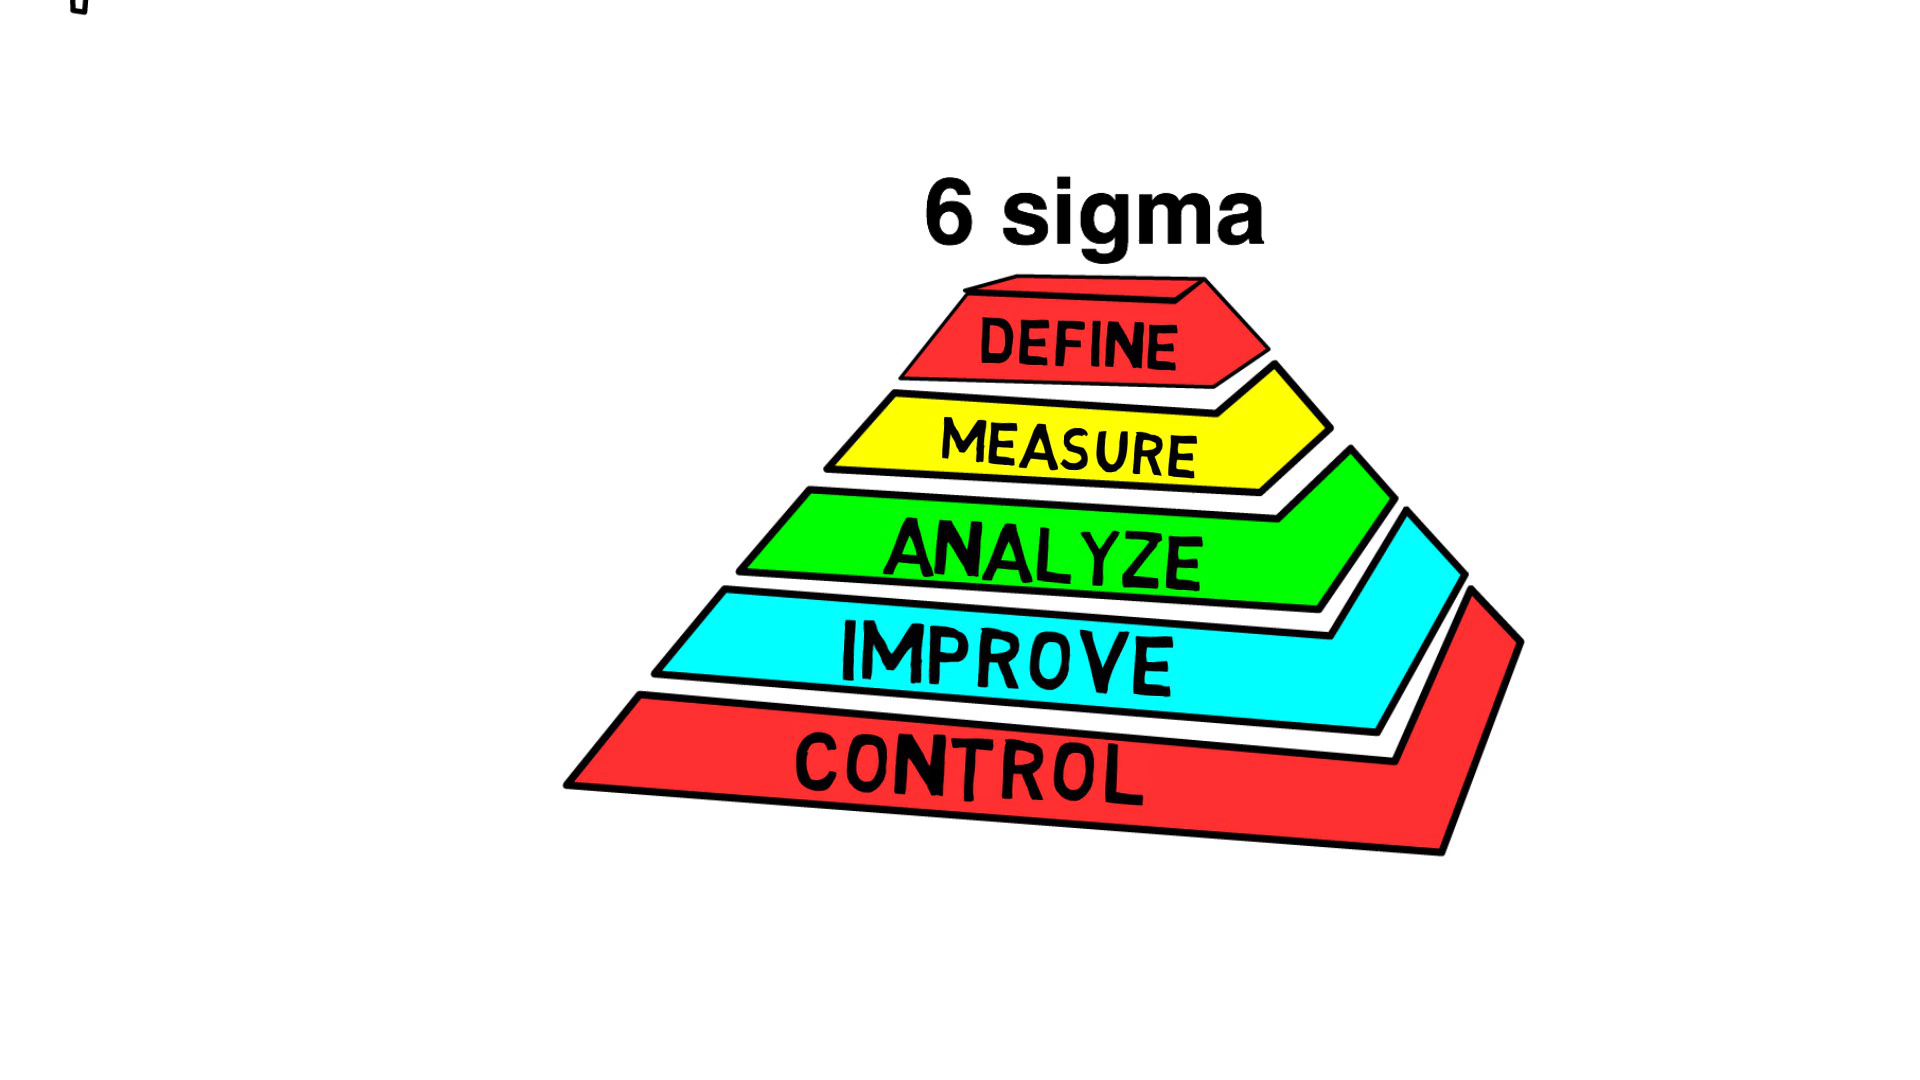 6 sigma
DEFINE
MEASURE
ANALYZE
IMPROVE
CONTROL